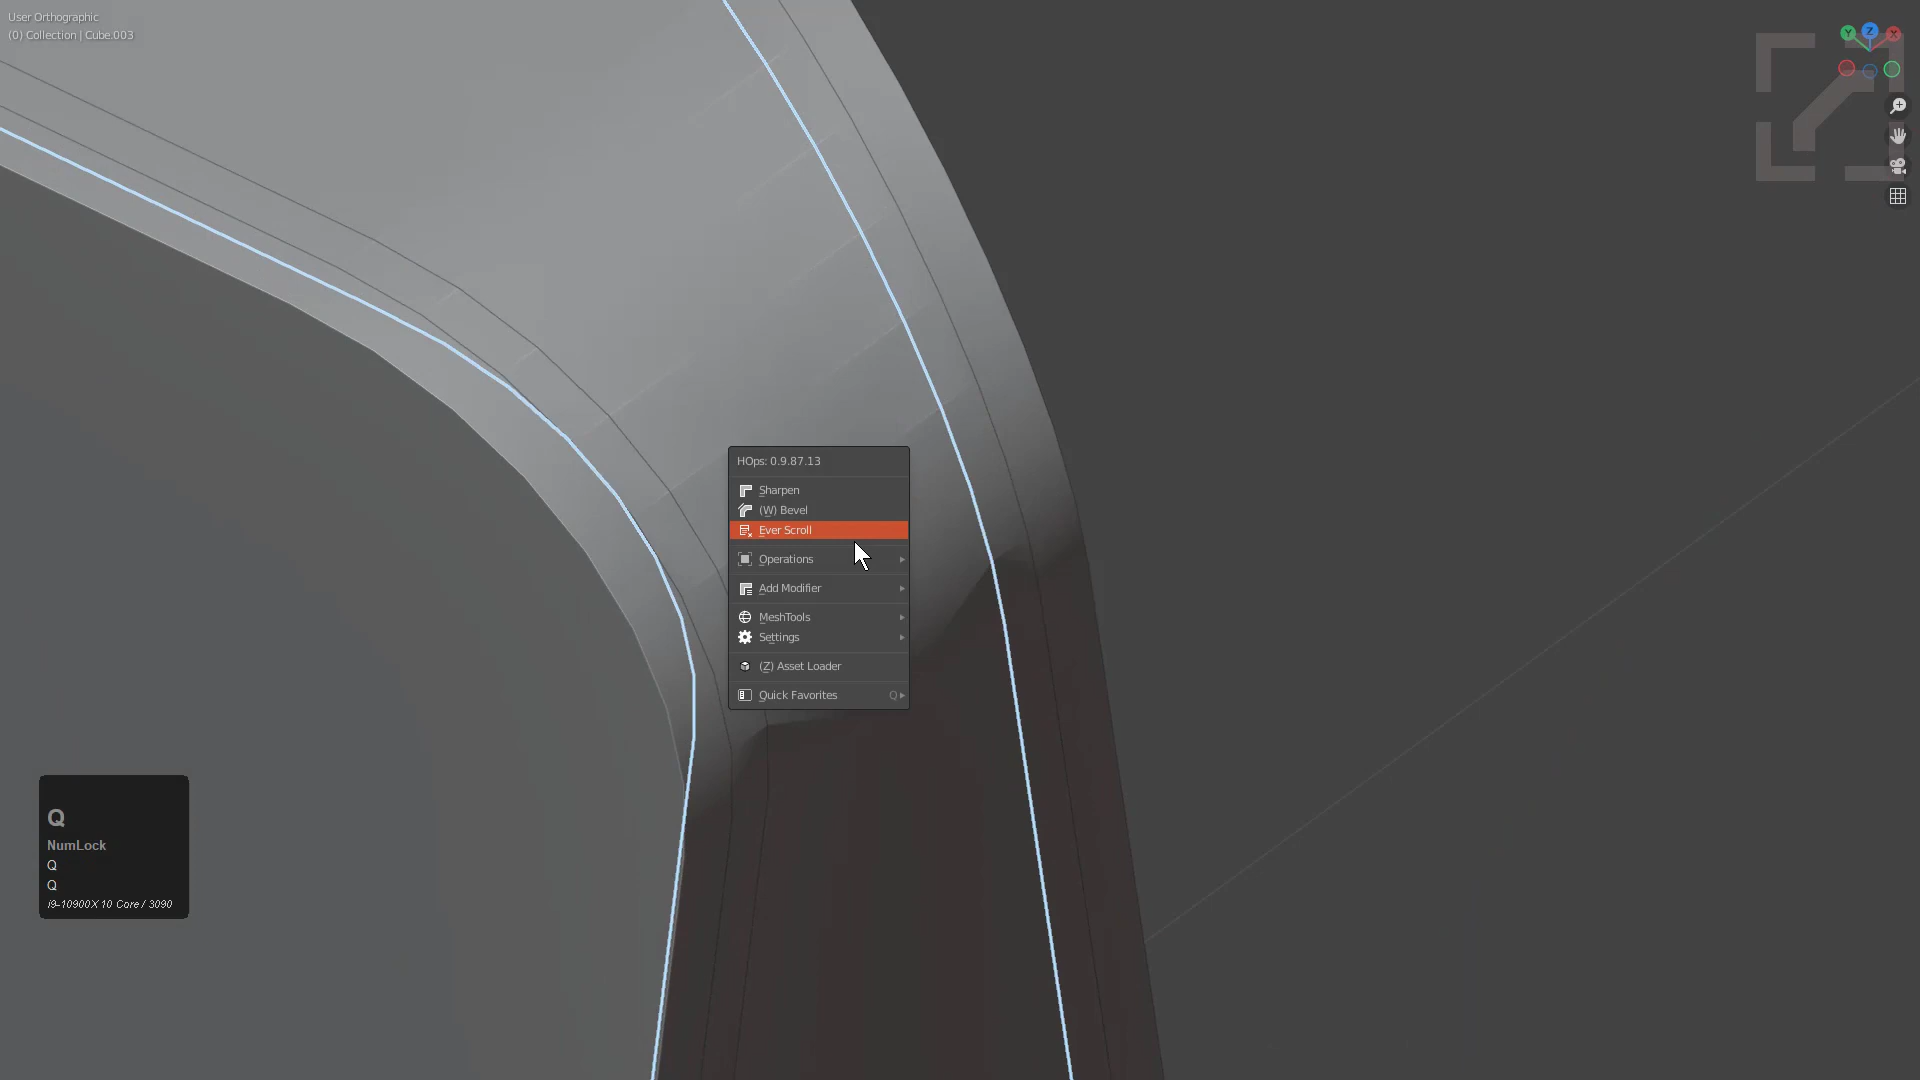 User Orthographic
(0) Collection | Cube.003
Y Z X
HOps: 0.9.87.13
Sharpen
(W) Bevel
Ever Scroll
Operations
Add Modifier
MeshTools
Settings
(Z) Asset Loader
Quick Favorites Q
Q
NumLock
Q
Q
i9-10900X 10 Core / 3090